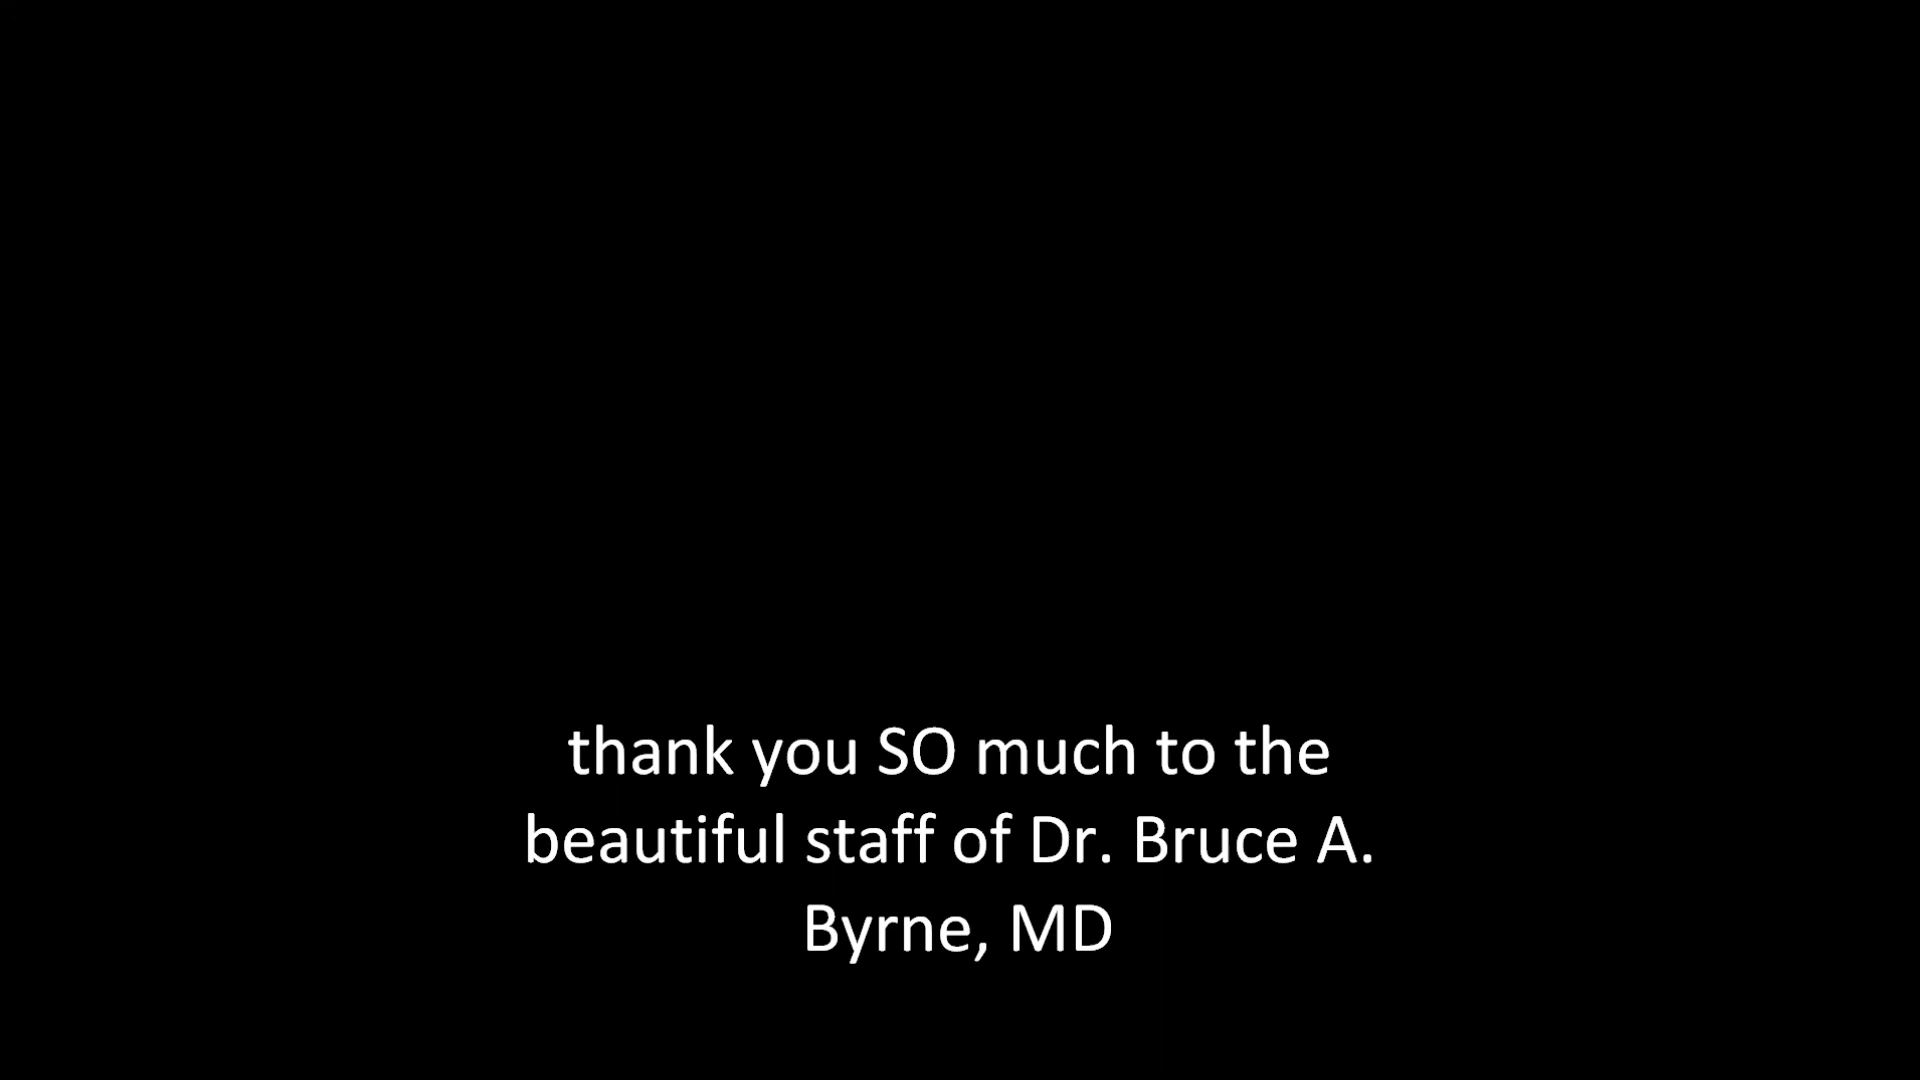 thank you SO much to the
beautiful staff of Dr. Bruce A.
Byrne, MD